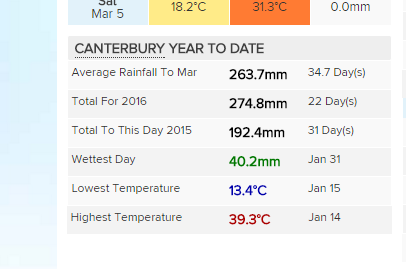 Sat
Mar 5 18.2°C 31.3°C 0.0mm
CANTERBURY YEAR TO DATE
Average Rainfall To Mar 263.7mm 34.7 Day(s)
Total For 2016 274.8mm 22 Day(s)
Total To This Day 2015 192.4mm 31 Day(s)
Wettest Day 40.2mm Jan 31
Lowest Temperature 13.4°C Jan 15
Highest Temperature 39.3°C Jan 14